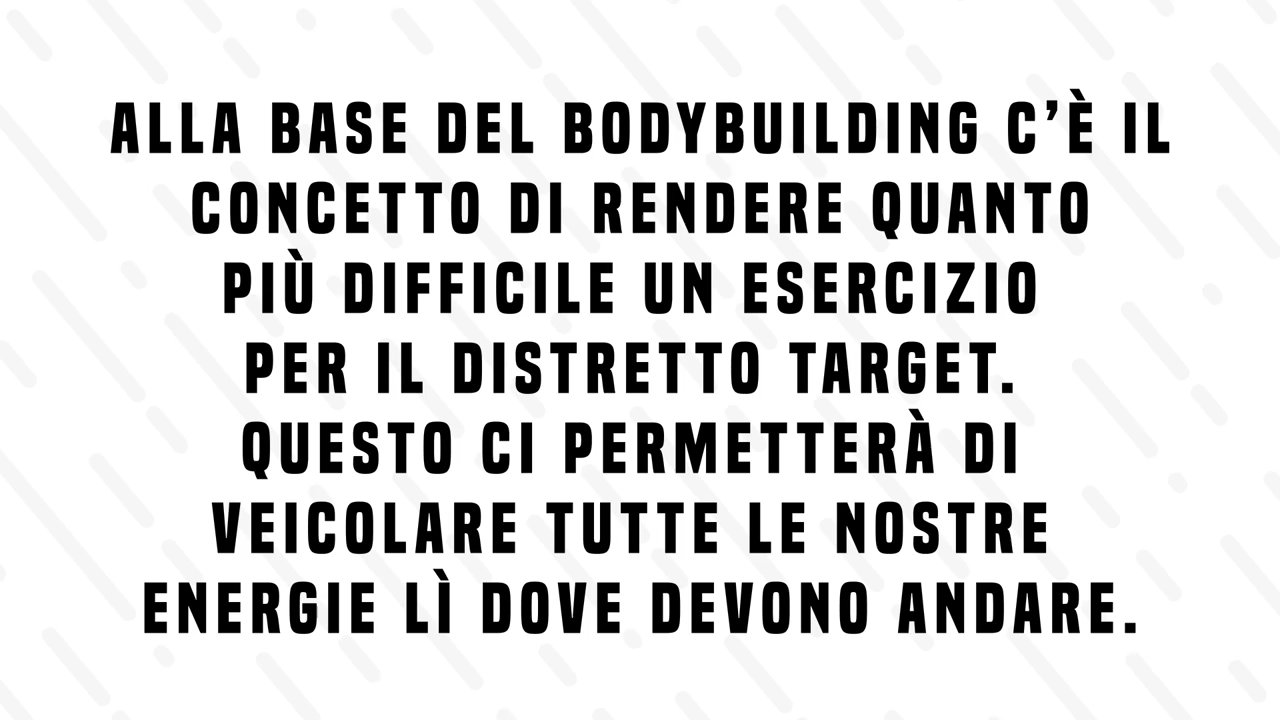 ALLA BASE DEL BODYBUILDING C’È IL
CONCETTO DI RENDERE QUANTO
PIÙ DIFFICILE UN ESERCIZIO
PER IL DISTRETTO TARGET.
QUESTO CI PERMETTERÀ DI
VEICOLARE TUTTE LE NOSTRE
ENERGIE LÌ DOVE DEVONO ANDARE.